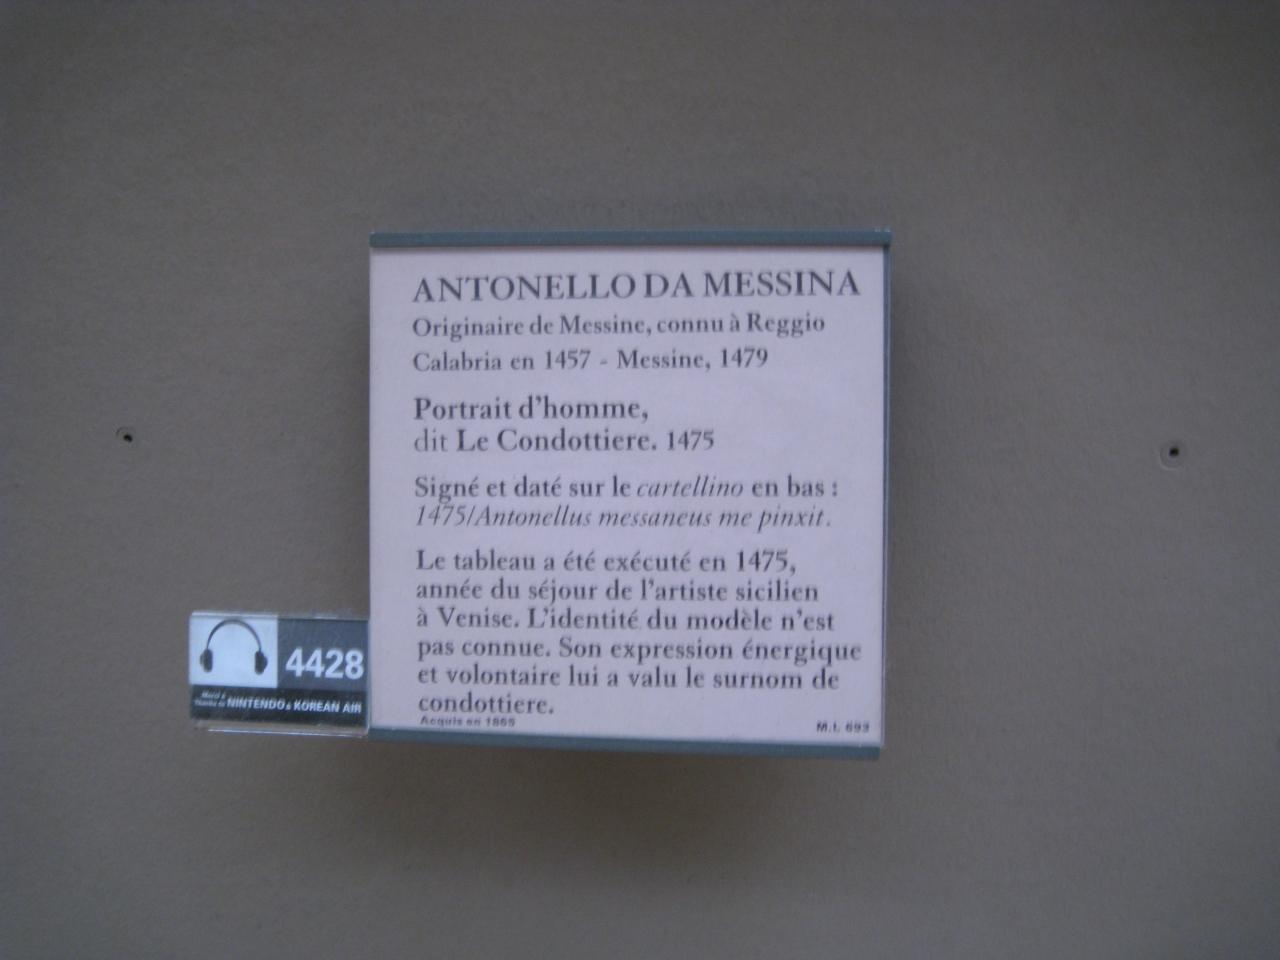 ANTONELLO DA MESSINA
Originaire de Messine, connu à Reggio
Calabria en 1457 - Messine, 1479
Portrait d'homme,
dit Le Condottiere. 1475
Signé et daté sur le cartellino en bas :
1475/Antonellus messaneus me pinxit.
Le tableau a été exécuté en 1475,
année du séjour de l'artiste sicilien
à Venise. L'identité du modèle n'est
pas connue. Son expression énergique
et volontaire lui a valu le surnom de
condottiere.
Acquis en 1865 M.I. 693
4428
Merci à
Thanks to NINTENDO & KOREAN AIR